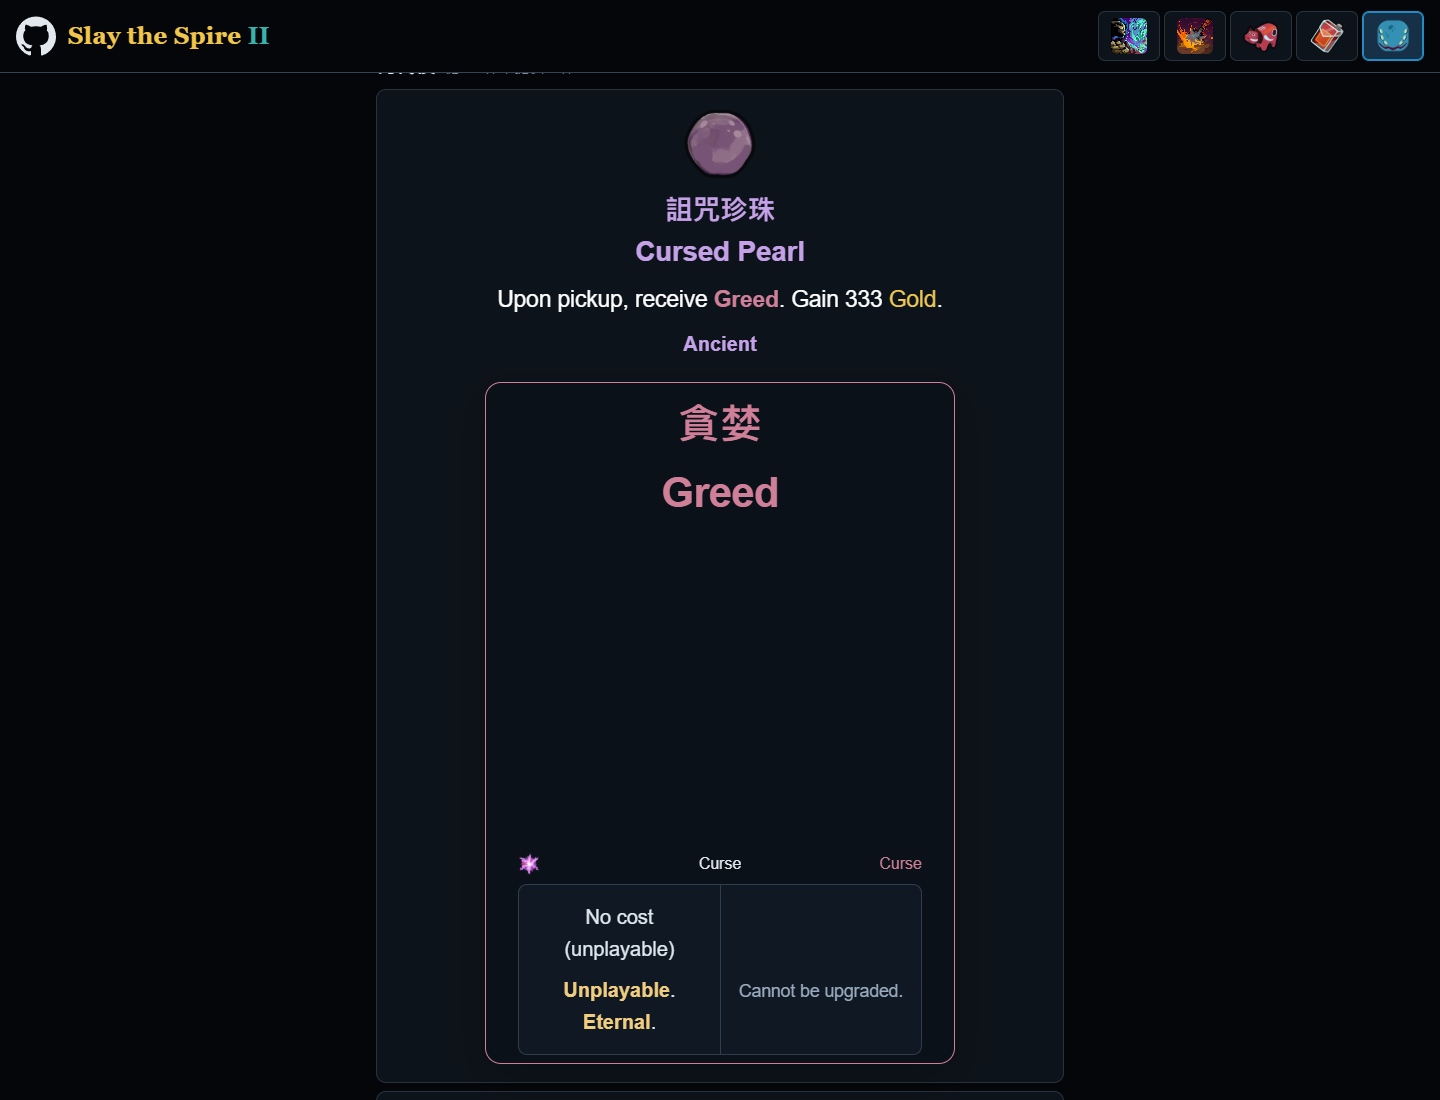 Slay the Spire II
詛咒珍珠
Cursed Pearl
Upon pickup, receive Greed. Gain 333 Gold.
Ancient
貪婪
Greed
Curse
Curse
No cost
(unplayable)
Unplayable.
Eternal.
Cannot be upgraded.